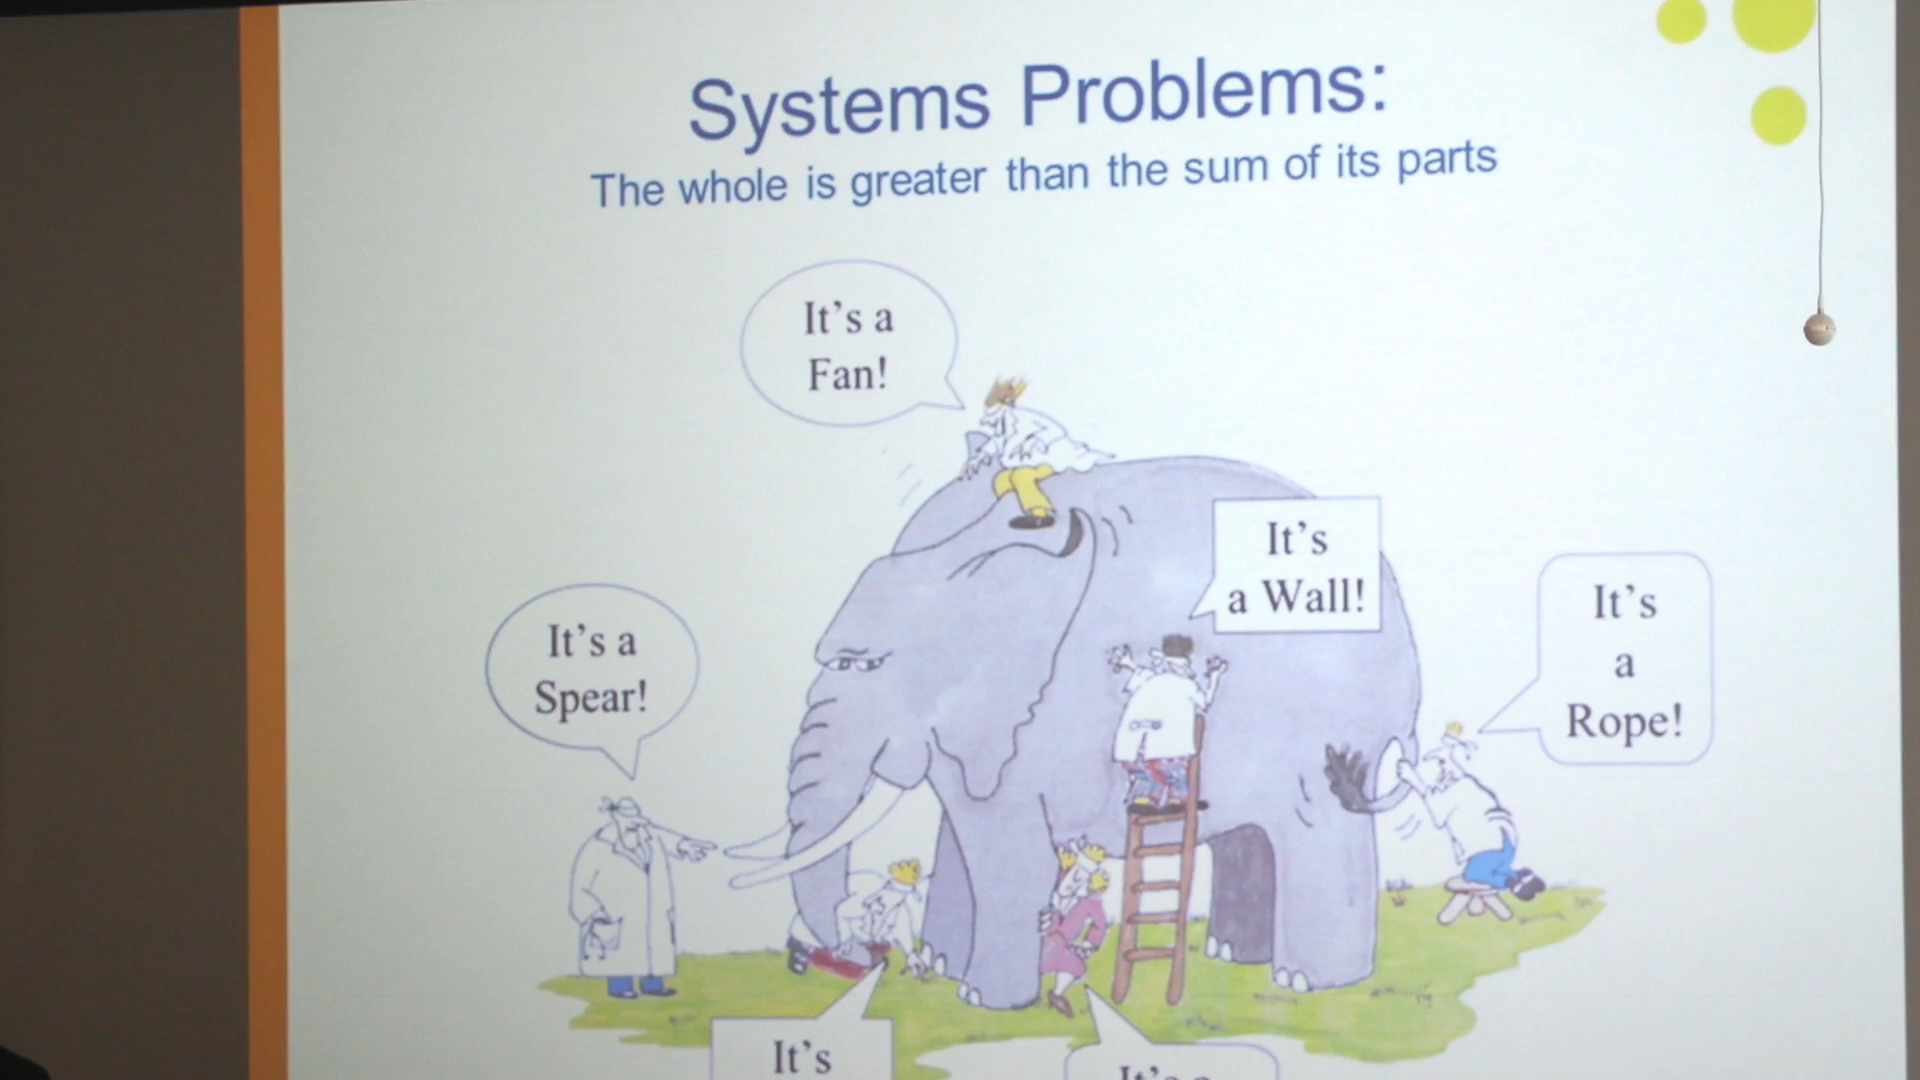 Systems Problems:
The whole is greater than the sum of its parts
It's a
Fan!
It's
a Wall!
It's
a
Rope!
It's a
Spear!
It's
It's a